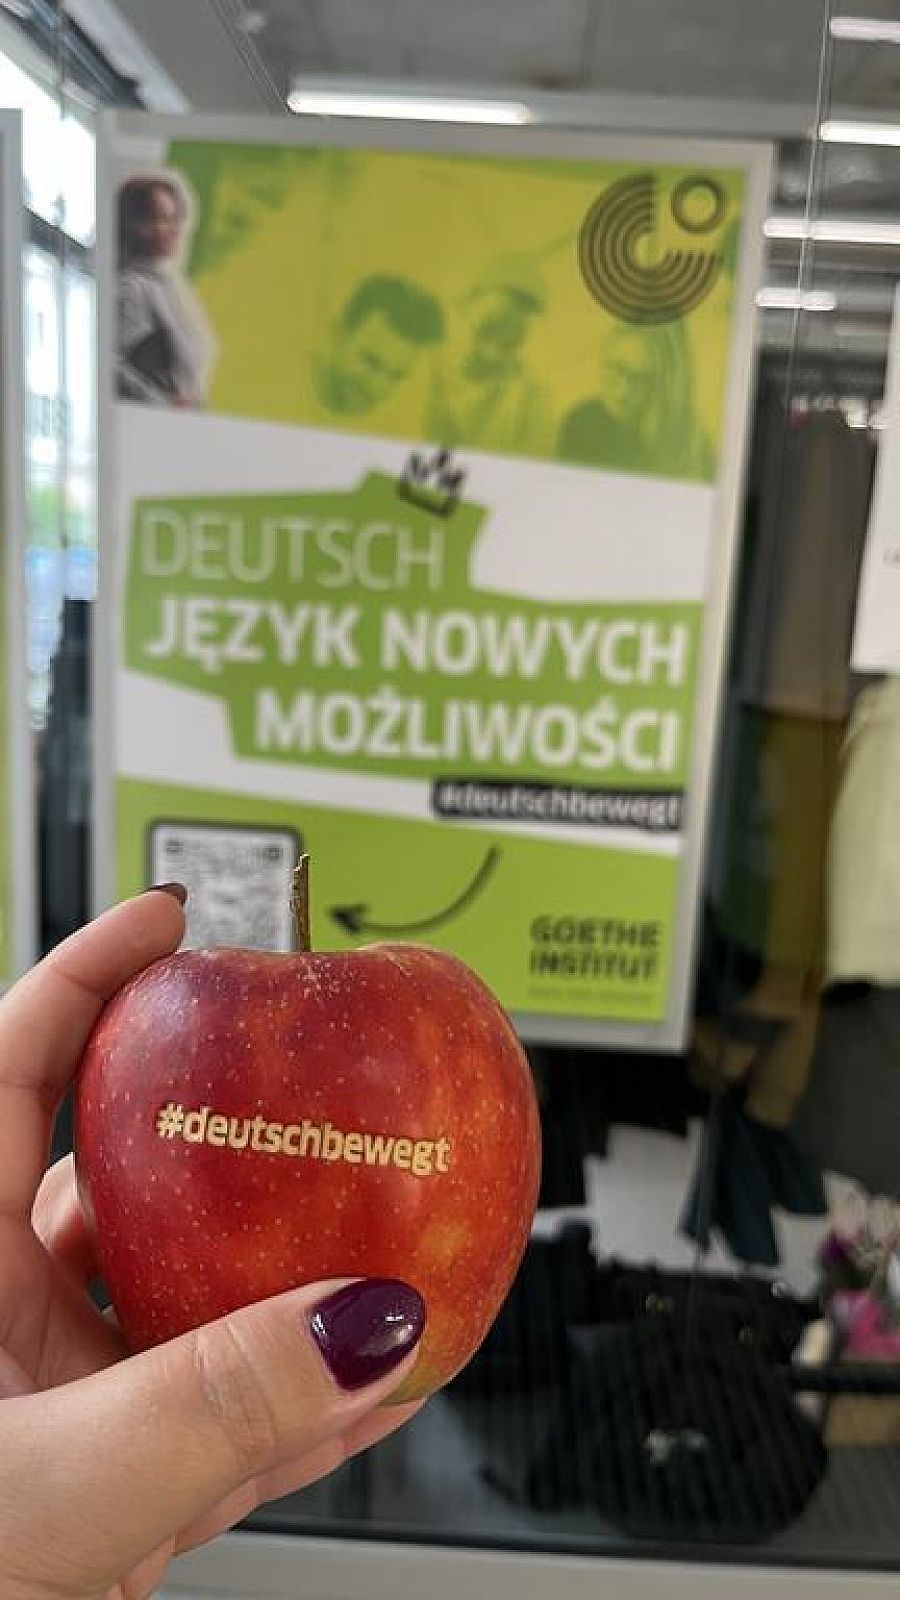 DEUTSCH
JĘZYK NOWYCH
MOŻLIWOŚCI
#deutschbewegt
GOETHE
INSTITUT
#deutschbewegt